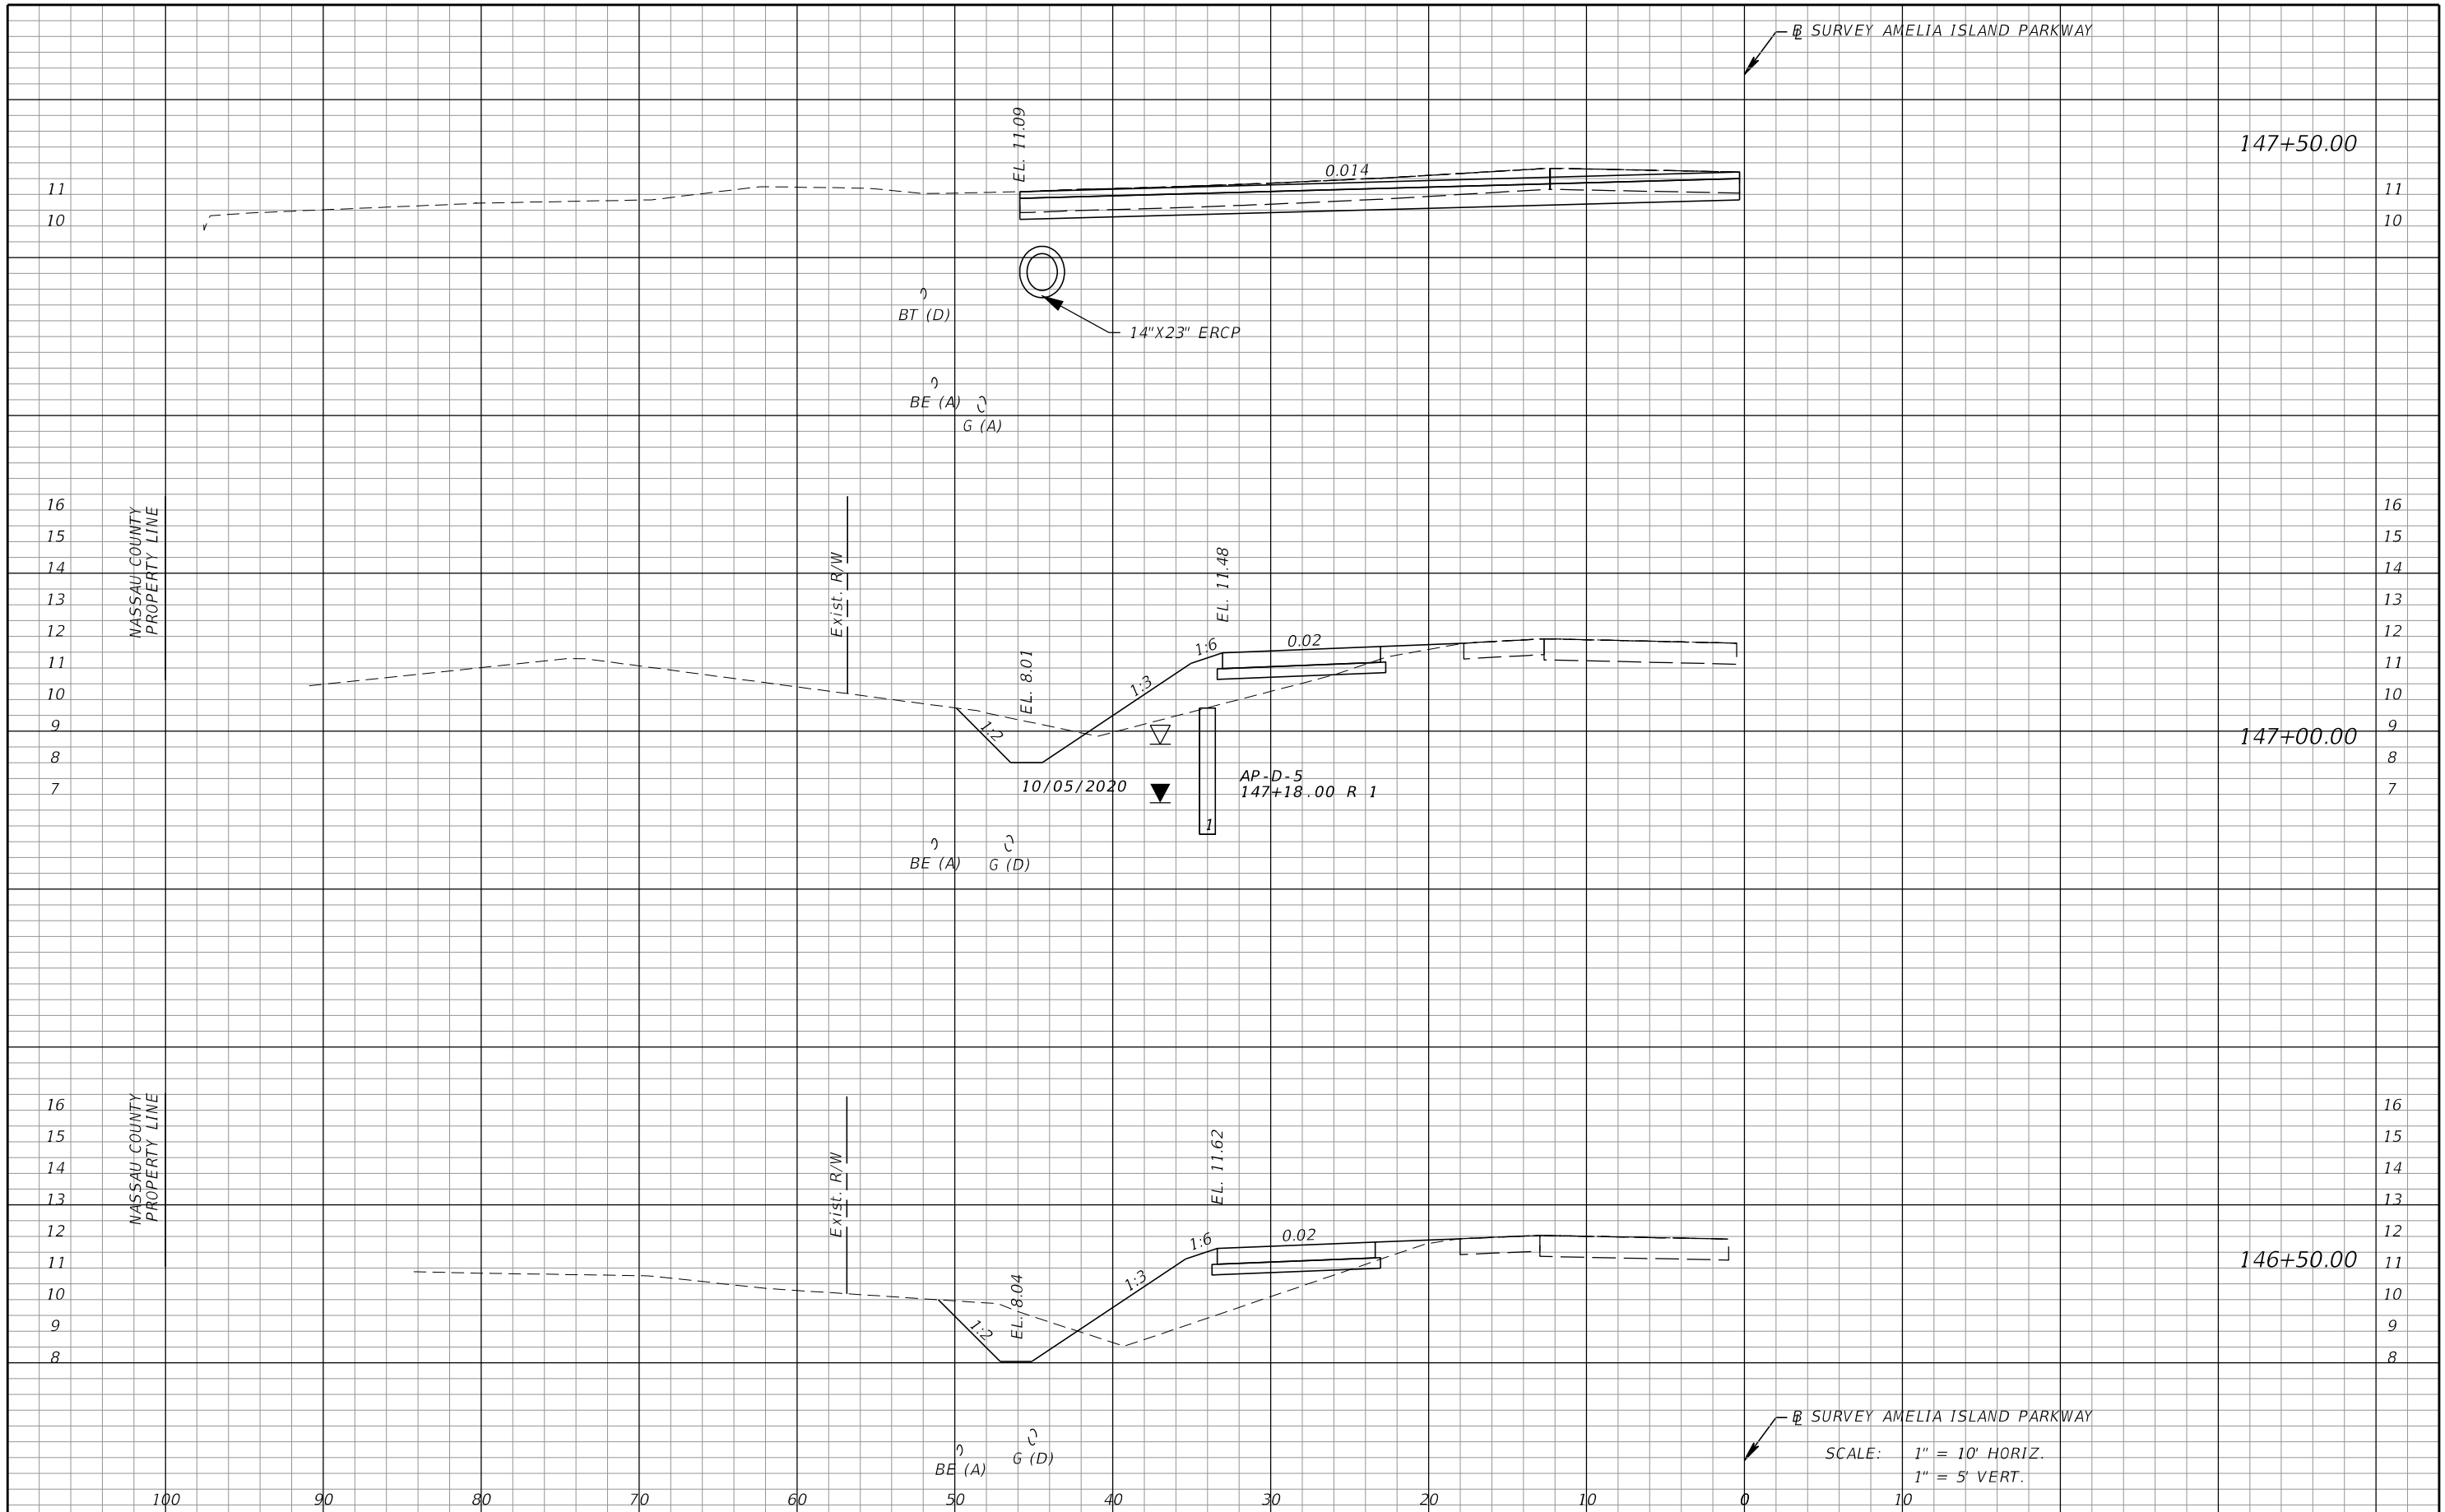 ℄ SURVEY AMELIA ISLAND PARKWAY
147+50.00
EL. 11.09
0.014
11 11
10 10
BT (D)
14"X23" ERCP
BE (A)
G (A)
16 16
15 15
14 14
13 13
12 12
11 11
10 10
9 9
8 8
7 7
NASSAU COUNTY
PROPERTY LINE
Exist. R/W
EL. 11.48
1:6
0.02
EL. 8.01
1:3
1:2
147+00.00
10/05/2020
AP-D-5
147+18.00 R 1
1
BE (A)
G (D)
16 16
15 15
14 14
13 13
12 12
11 11
10 10
9 9
8 8
NASSAU COUNTY
PROPERTY LINE
Exist. R/W
EL. 11.62
1:6
0.02
EL. 8.04
1:3
1:2
146+50.00
BE (A)
G (D)
℄ SURVEY AMELIA ISLAND PARKWAY
SCALE: 1" = 10' HORIZ.
1" = 5' VERT.
100 90 80 70 60 50 40 30 20 10 0 10